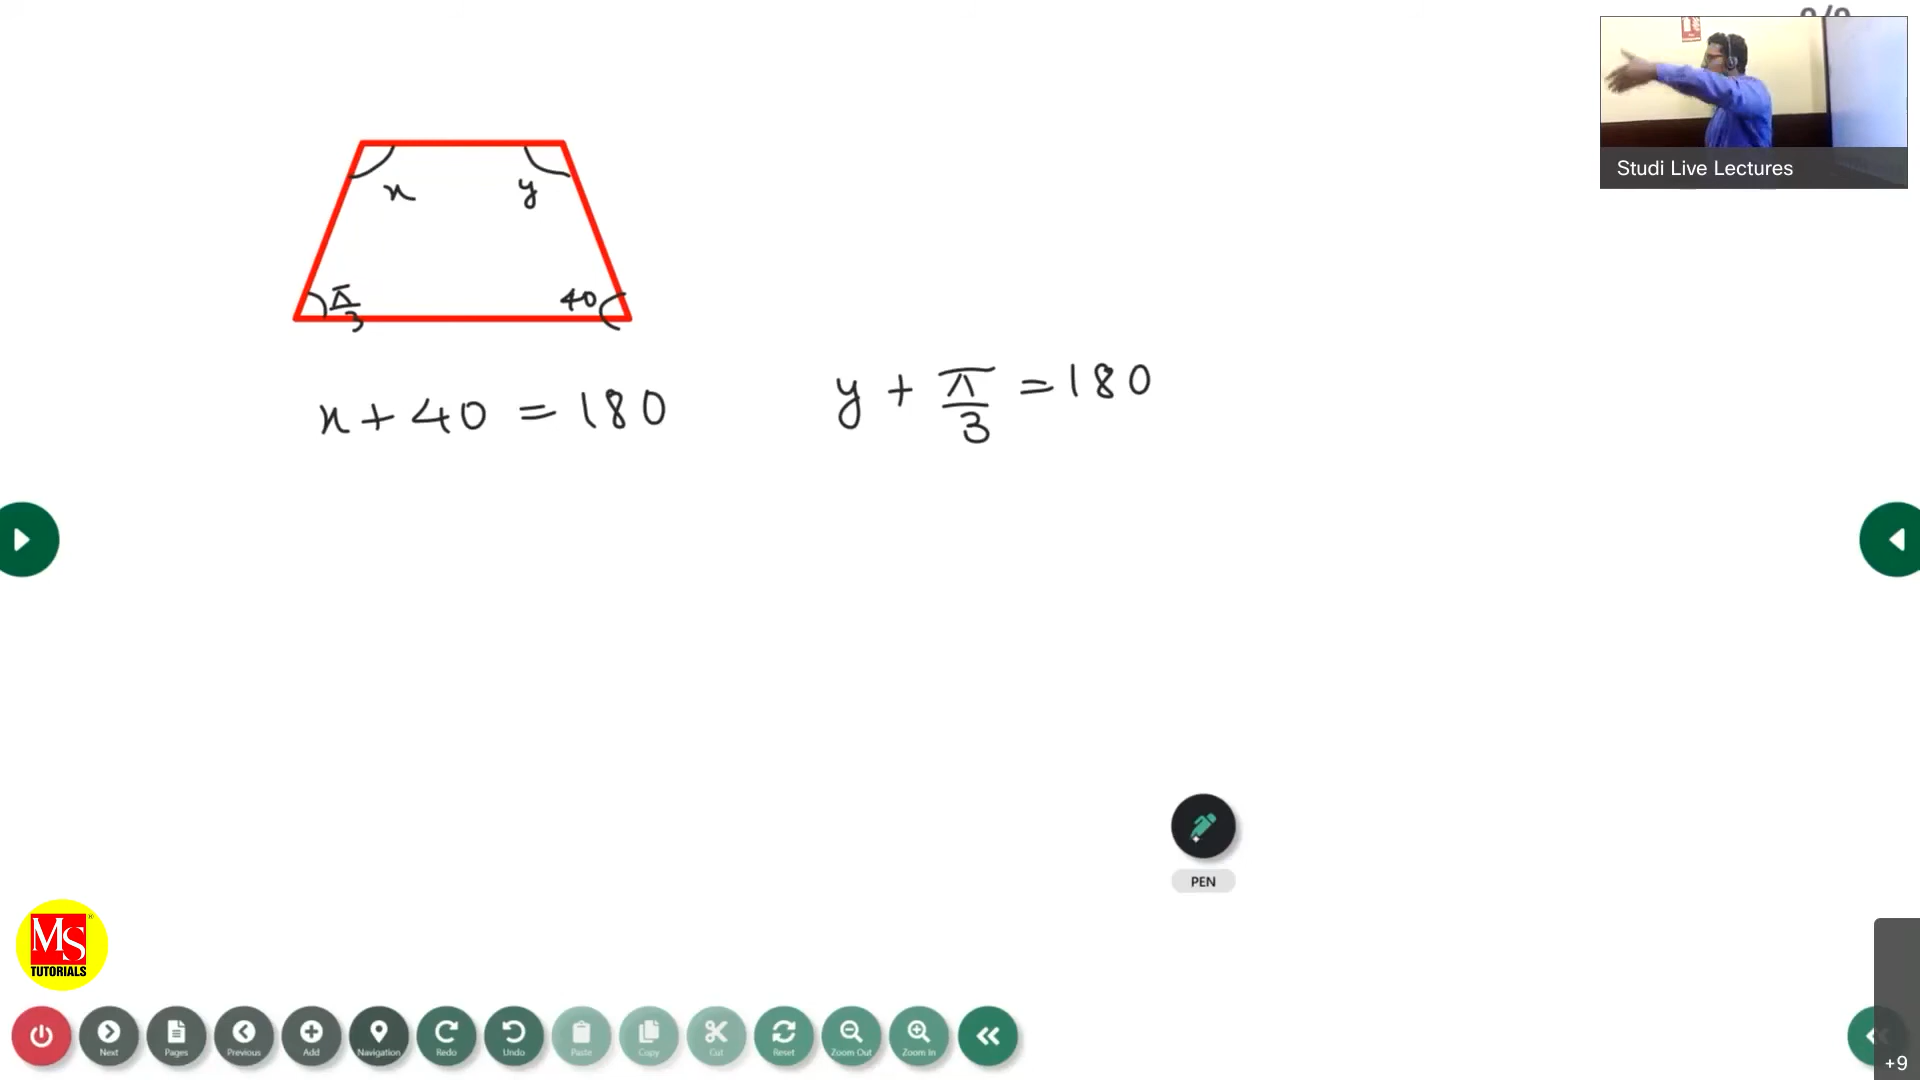 Studi Live Lectures
x y
π/3 40
x + 40 = 180 y + π/3 = 180
PEN
MS
TUTORIALS
Next Pages Previous Add Navigation Redo Undo Paste Copy Cut Reset Zoom Out Zoom In
+9